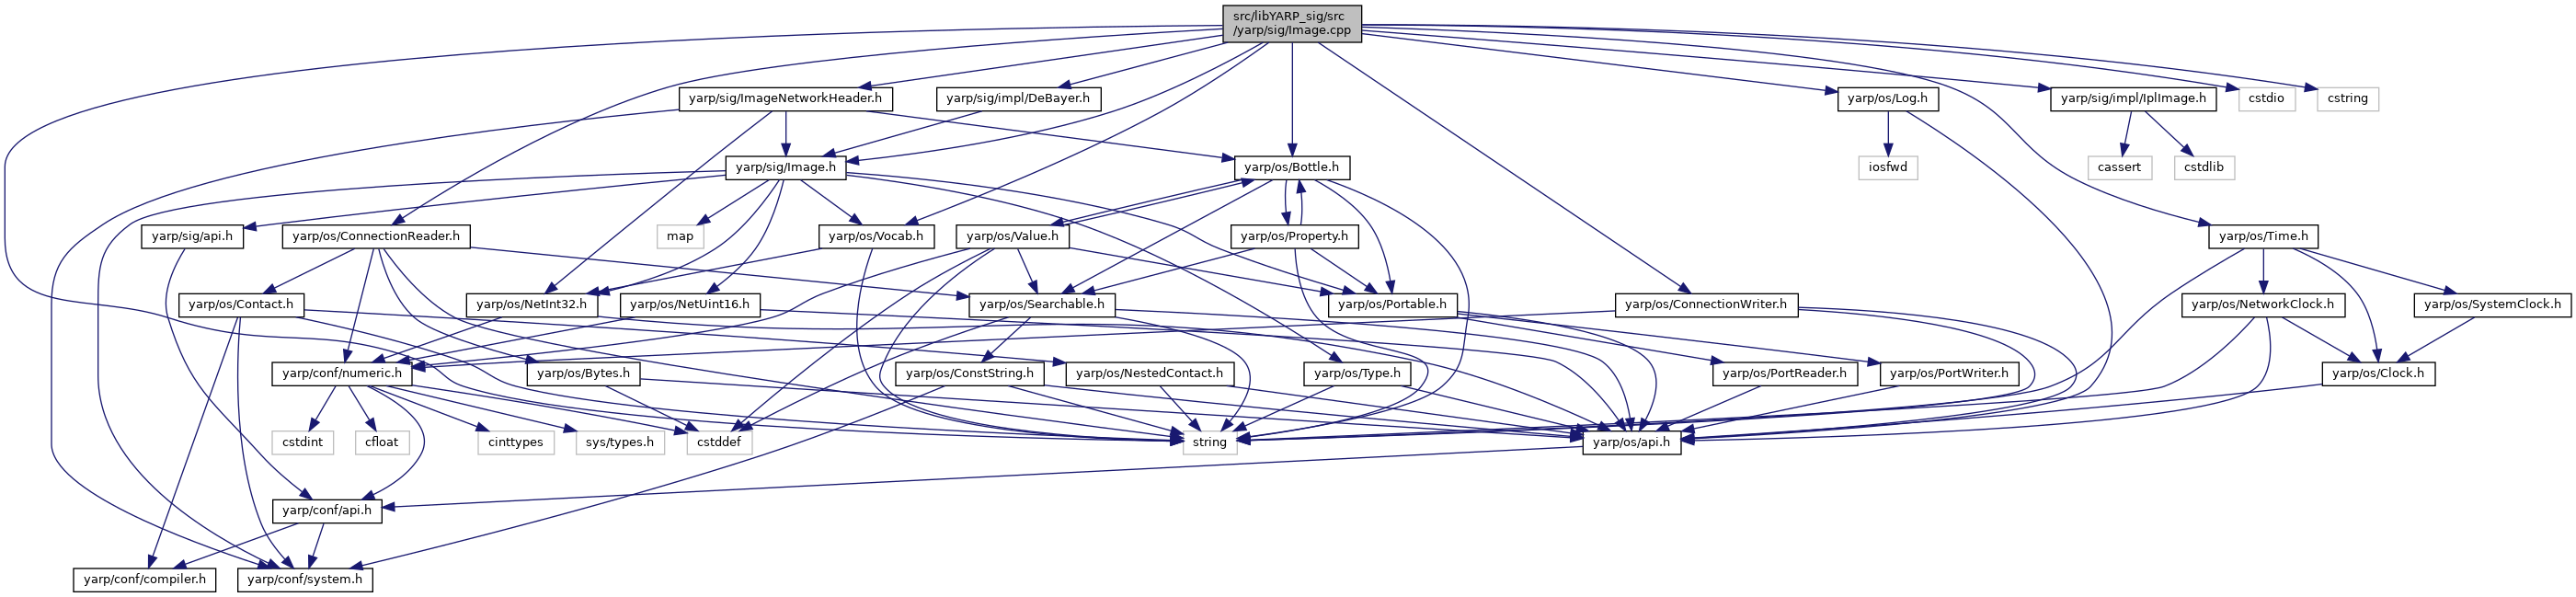 src/libYARP_sig/src
/yarp/sig/Image.cpp
yarp/sig/ImageNetworkHeader.h
yarp/sig/impl/DeBayer.h
yarp/os/Log.h
yarp/sig/impl/IplImage.h
cstdio
cstring
yarp/sig/Image.h
yarp/os/Bottle.h
iosfwd
cassert
cstdlib
yarp/sig/api.h
yarp/os/ConnectionReader.h
map
yarp/os/Vocab.h
yarp/os/Value.h
yarp/os/Property.h
yarp/os/Time.h
yarp/os/Contact.h
yarp/os/NetInt32.h
yarp/os/NetUint16.h
yarp/os/Searchable.h
yarp/os/Portable.h
yarp/os/ConnectionWriter.h
yarp/os/NetworkClock.h
yarp/os/SystemClock.h
yarp/conf/numeric.h
yarp/os/Bytes.h
yarp/os/ConstString.h
yarp/os/NestedContact.h
yarp/os/Type.h
yarp/os/PortReader.h
yarp/os/PortWriter.h
yarp/os/Clock.h
cstdint
cfloat
cinttypes
sys/types.h
cstddef
string
yarp/os/api.h
yarp/conf/api.h
yarp/conf/compiler.h
yarp/conf/system.h